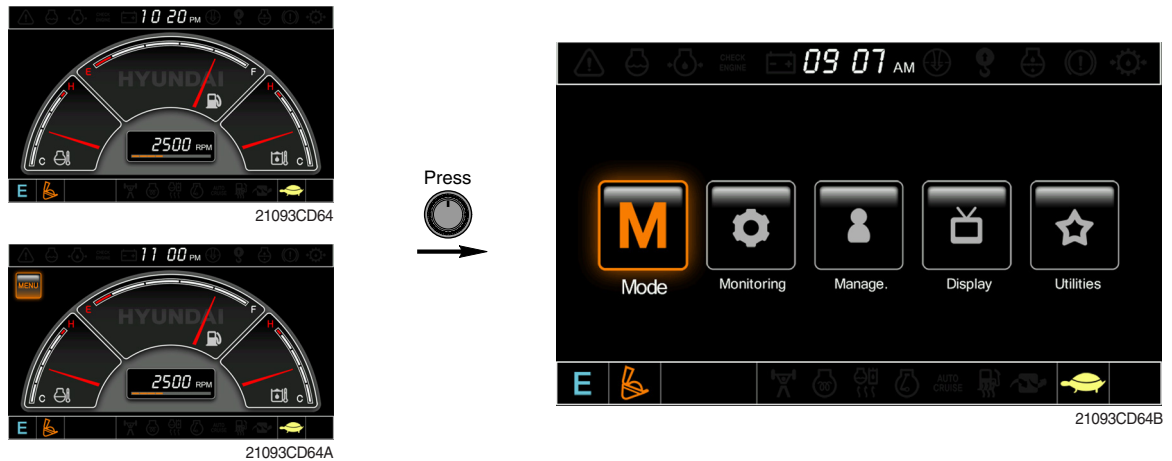 10 20 PM
E
F
HYUNDAI
H
H
2500 RPM
C
C
E
21093CD64
11 00 PM
MENU
E
F
HYUNDAI
H
H
2500 RPM
C
C
E
21093CD64A
Press
CHECK
ENGINE
09 07 AM
M
Mode
Monitoring
Manage.
Display
Utilities
E
AUTO
CRUISE
21093CD64B